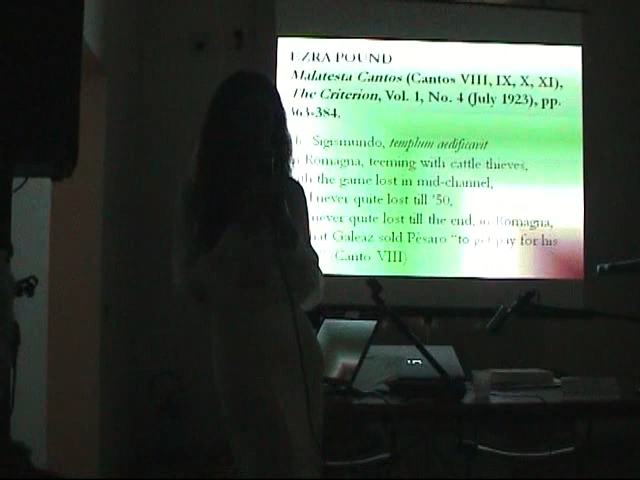 EZRA POUND
Malatesta Cantos (Cantos VIII, IX, X, XI),
The Criterion, Vol. 1, No. 4 (July 1923), pp.
363-384.
Sigismundo, templum aedificavit
Romagna, teeming with cattle thieves,
the game lost in mid-channel,
never quite lost till '50,
never quite lost till the end, in Romagna,
Galeaz sold Pèsaro "to get pay for his
(Canto VIII)